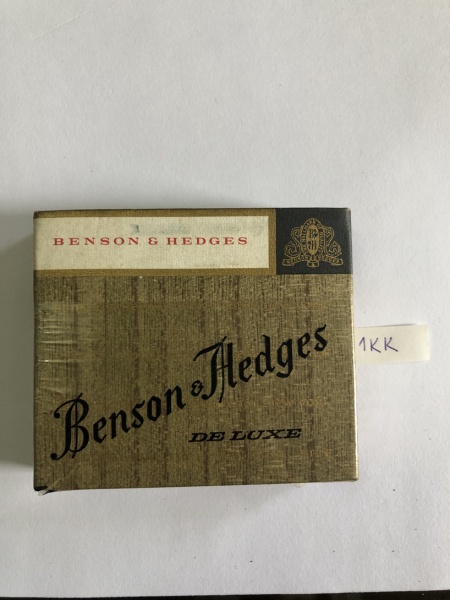 BENSON & HEDGES
Benson & Hedges
DE LUXE
1KK